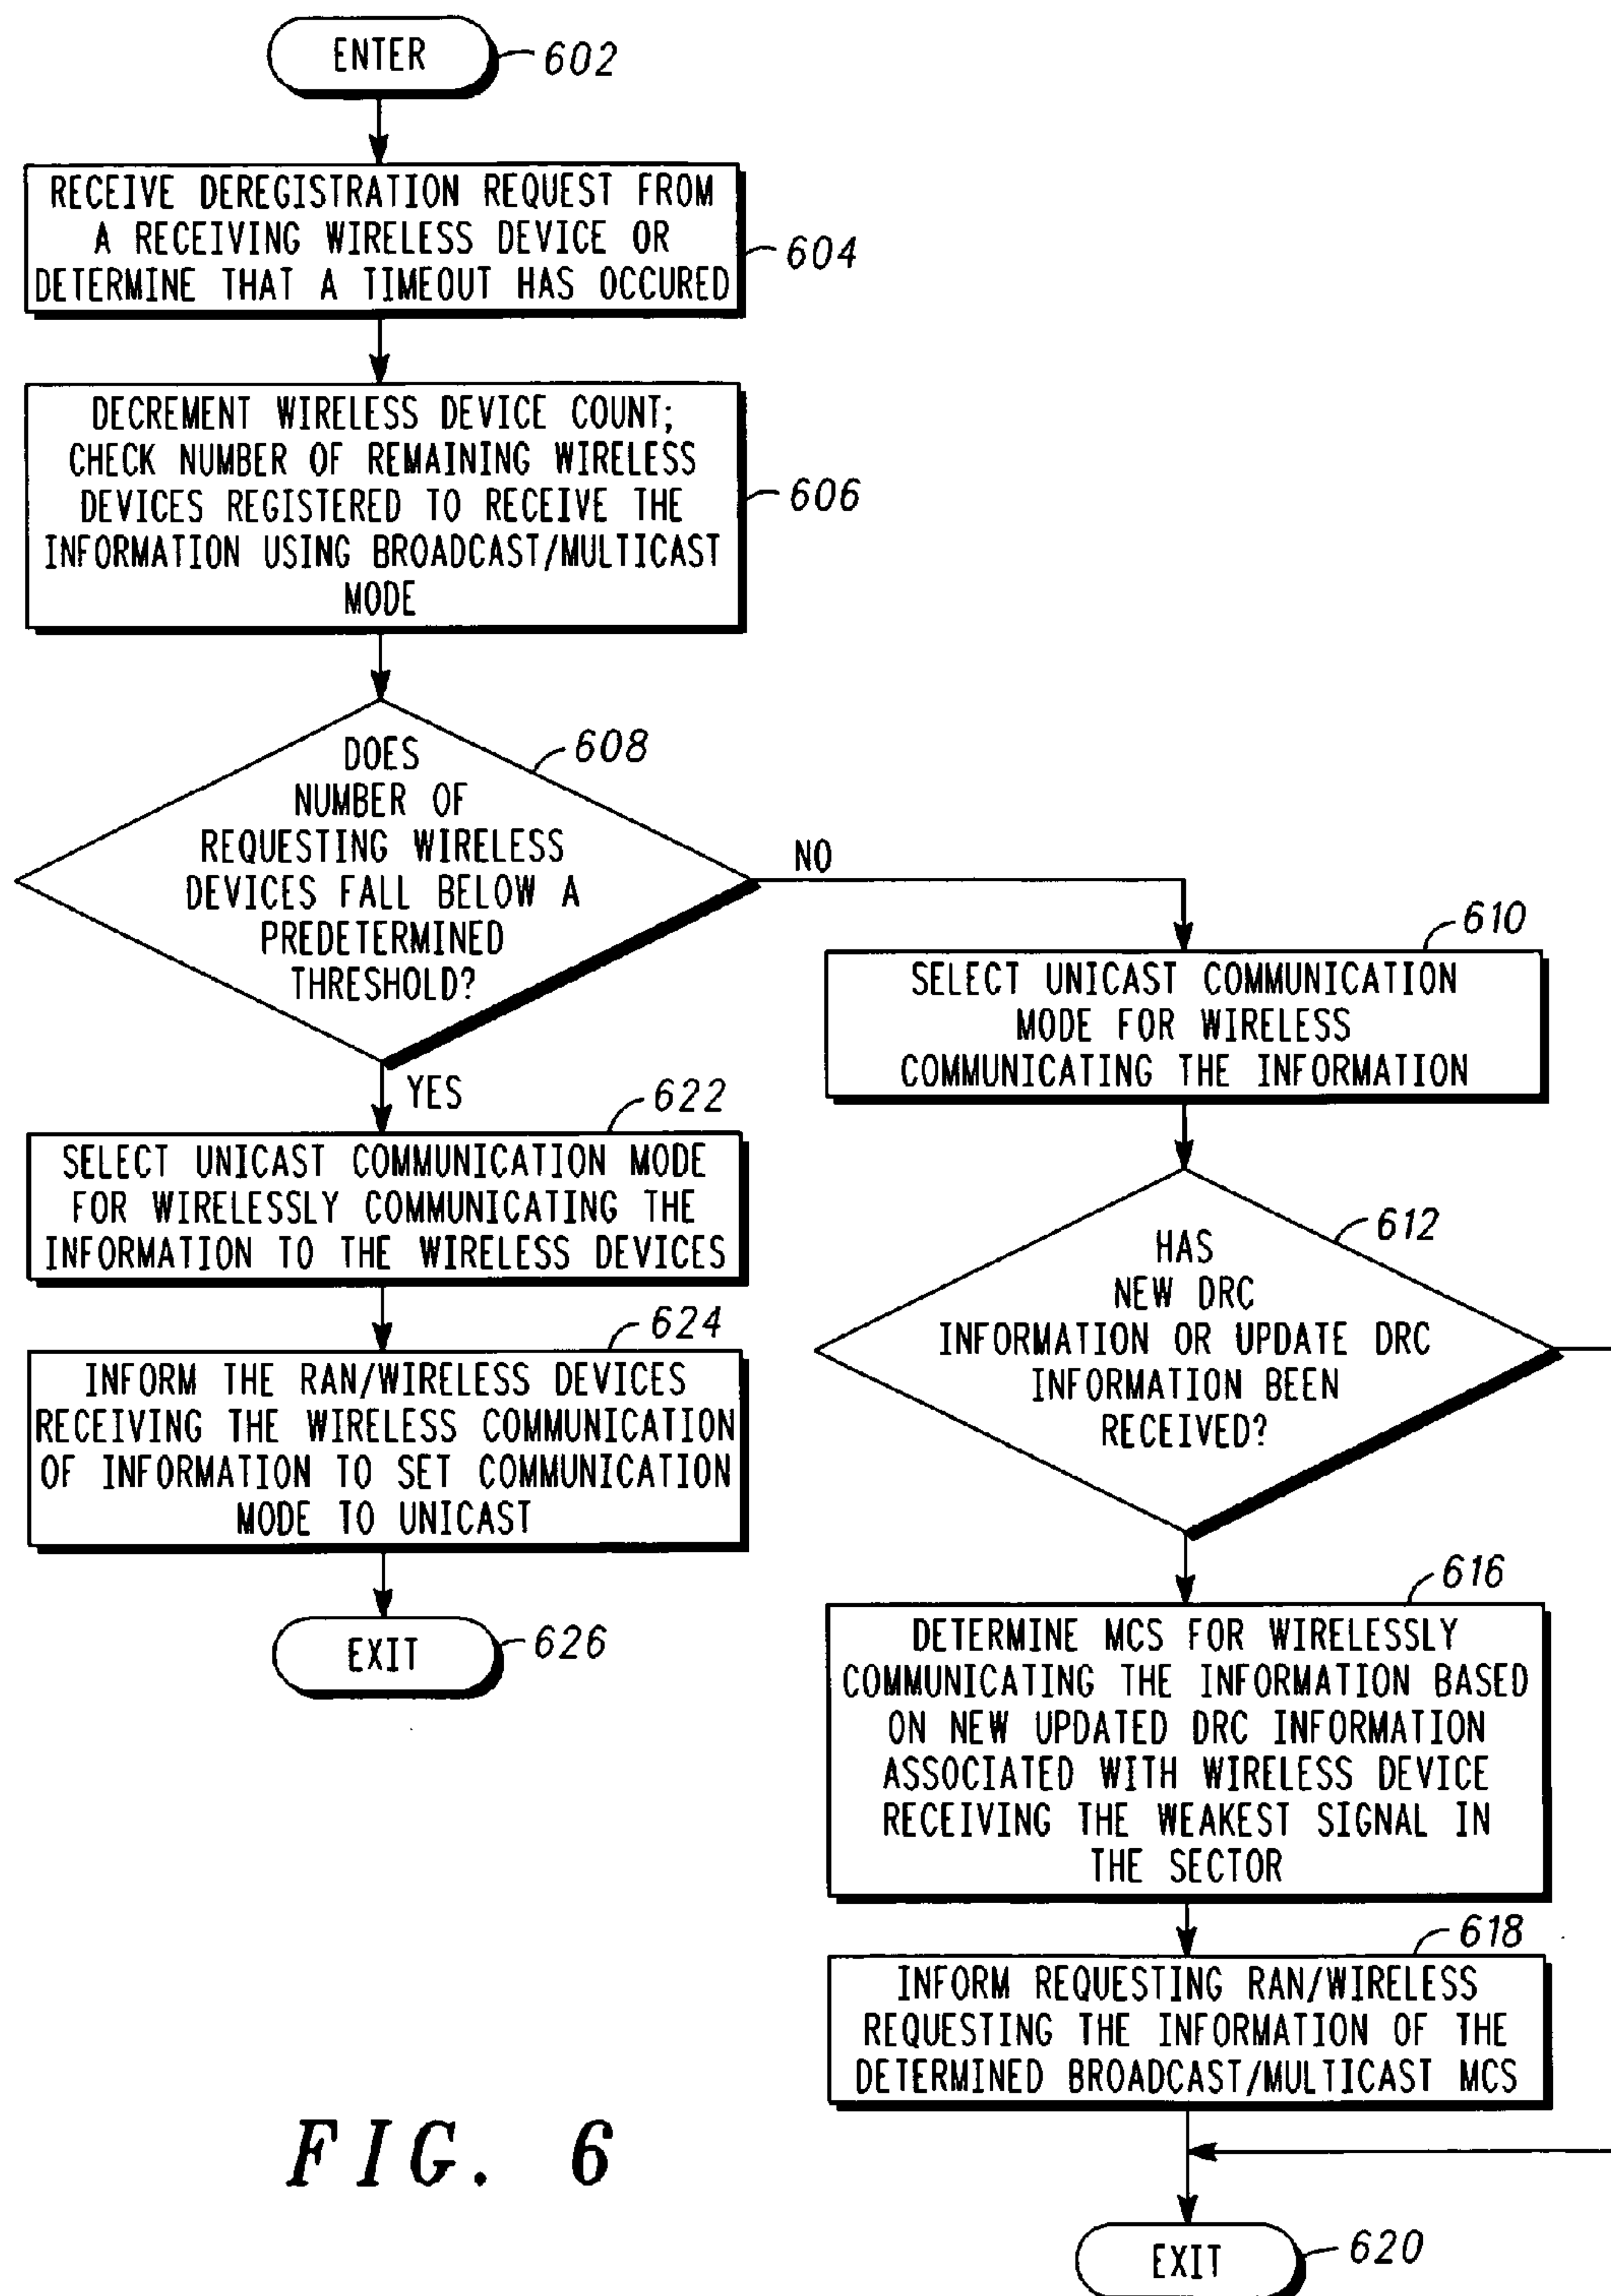 ENTER
602
RECEIVE DEREGISTRATION REQUEST FROM
A RECEIVING WIRELESS DEVICE OR
DETERMINE THAT A TIMEOUT HAS OCCURED
604
DECREMENT WIRELESS DEVICE COUNT;
CHECK NUMBER OF REMAINING WIRELESS
DEVICES REGISTERED TO RECEIVE THE
INFORMATION USING BROADCAST/MULTICAST
MODE
606
DOES
NUMBER OF
REQUESTING WIRELESS
DEVICES FALL BELOW A
PREDETERMINED
THRESHOLD?
608
NO
YES
622
SELECT UNICAST COMMUNICATION MODE
FOR WIRELESSLY COMMUNICATING THE
INFORMATION TO THE WIRELESS DEVICES
624
INFORM THE RAN/WIRELESS DEVICES
RECEIVING THE WIRELESS COMMUNICATION
OF INFORMATION TO SET COMMUNICATION
MODE TO UNICAST
EXIT
626
610
SELECT UNICAST COMMUNICATION
MODE FOR WIRELESS
COMMUNICATING THE INFORMATION
612
HAS
NEW DRC
INFORMATION OR UPDATE DRC
INFORMATION BEEN
RECEIVED?
616
DETERMINE MCS FOR WIRELESSLY
COMMUNICATING THE INFORMATION BASED
ON NEW UPDATED DRC INFORMATION
ASSOCIATED WITH WIRELESS DEVICE
RECEIVING THE WEAKEST SIGNAL IN
THE SECTOR
618
INFORM REQUESTING RAN/WIRELESS
REQUESTING THE INFORMATION OF THE
DETERMINED BROADCAST/MULTICAST MCS
EXIT
620
FIG. 6